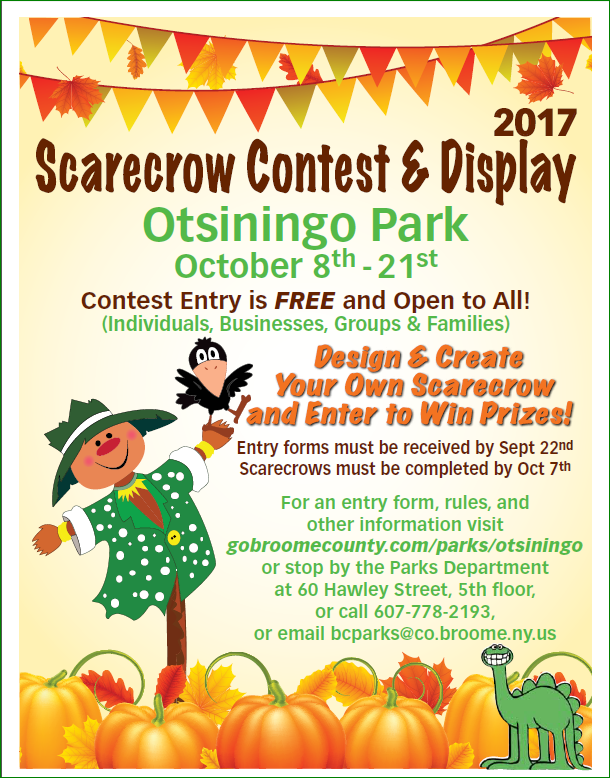 2017
Scarecrow Contest & Display
Otsiningo Park
October 8th - 21st
Contest Entry is FREE and Open to All!
(Individuals, Businesses, Groups & Families)
Design & Create
Your Own Scarecrow
and Enter to Win Prizes!
Entry forms must be received by Sept 22nd
Scarecrows must be completed by Oct 7th
For an entry form, rules, and
other information visit
gobroomecounty.com/parks/otsiningo
or stop by the Parks Department
at 60 Hawley Street, 5th floor,
or call 607-778-2193,
or email bcparks@co.broome.ny.us